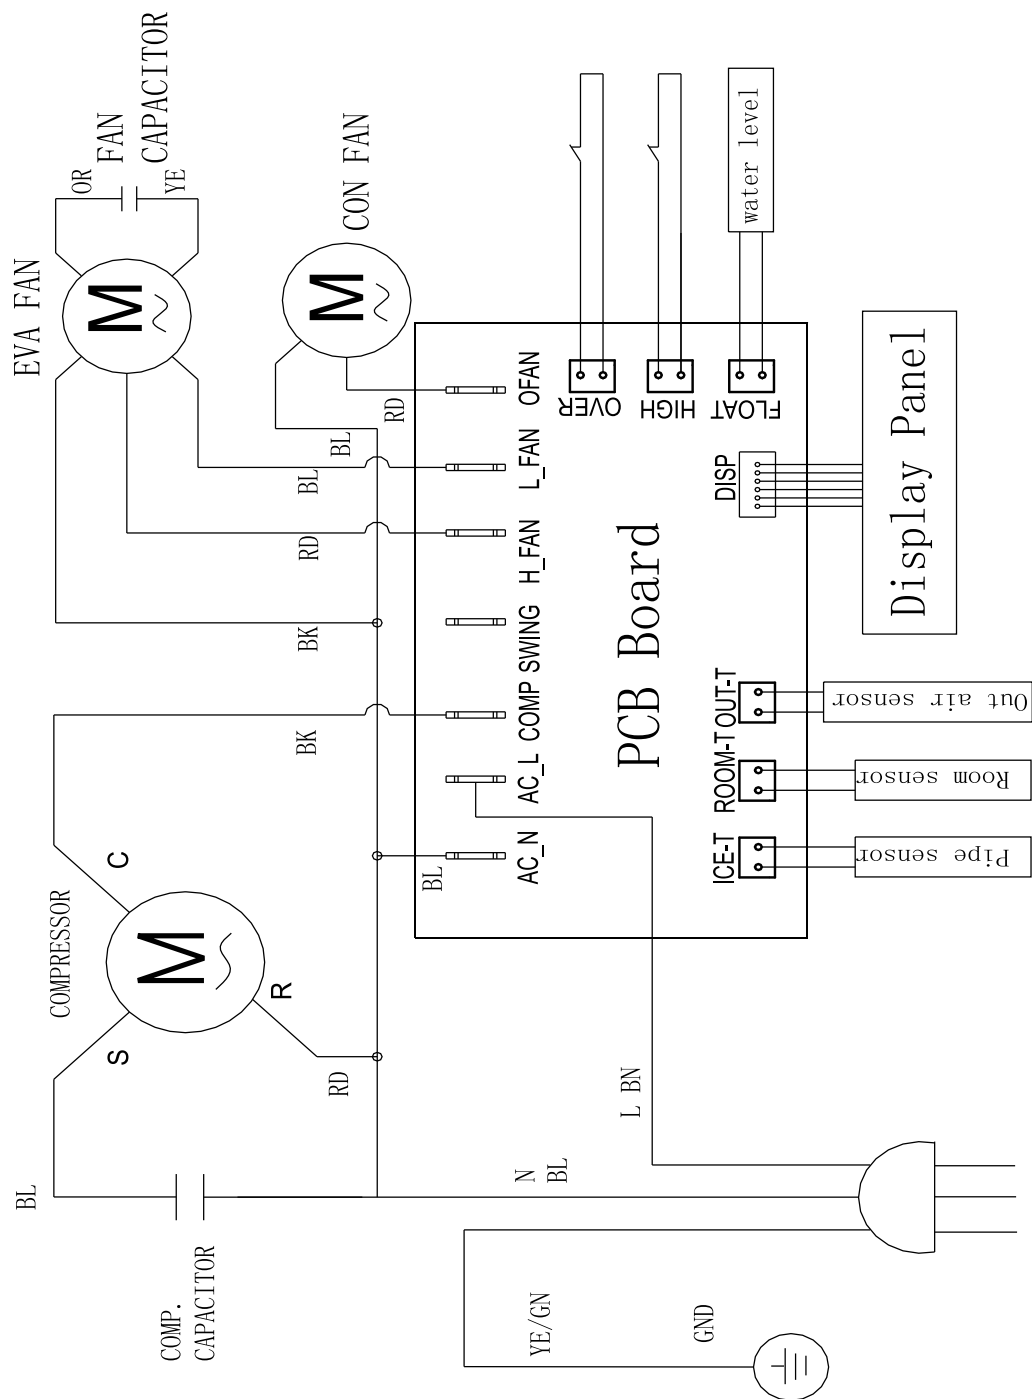 EVA FAN
OR
YE
FAN
CAPACITOR
M
CON FAN
M
BK
RD
BL
BL
RD
COMPRESSOR
M
C
S
R
BK
RD
BL
BL
COMP.
CAPACITOR
AC_N
AC_L
COMP
SWING
H_FAN
L_FAN
OFAN
PCB Board
OVER
HIGH
FLOAT
water level
DISP
Display Panel
OUT-T
ROOM-T
ICE-T
Out air sensor
Room sensor
Pipe sensor
L BN
N
BL
YE/GN
GND